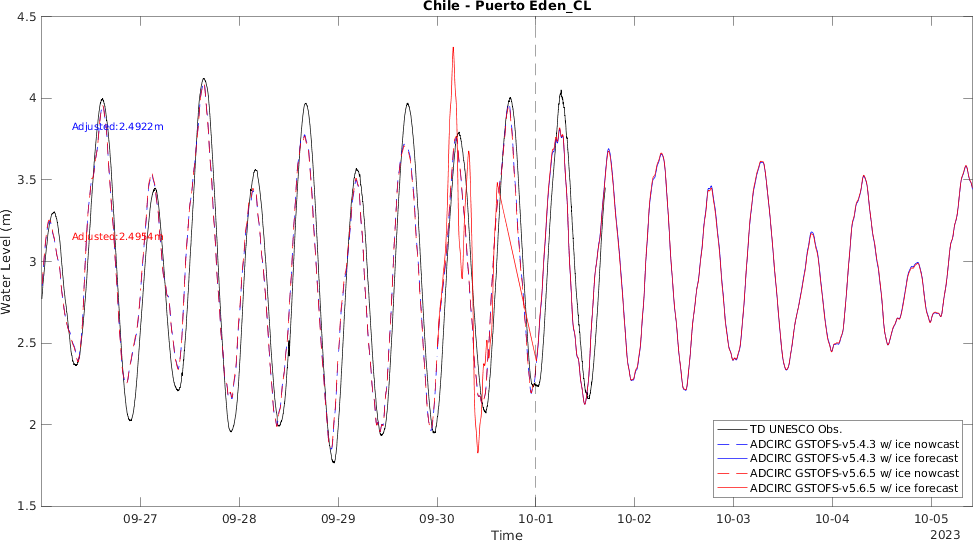 Chile - Puerto Eden_CL
4.5
4
3.5
3
2.5
2
1.5
Water Level (m)
Adjusted:2.4922m
Adjusted:2.4954m
TD UNESCO Obs.
ADCIRC GSTOFS-v5.4.3 w/ ice nowcast
ADCIRC GSTOFS-v5.4.3 w/ ice forecast
ADCIRC GSTOFS-v5.6.5 w/ ice nowcast
ADCIRC GSTOFS-v5.6.5 w/ ice forecast
09-27 09-28 09-29 09-30 10-01 10-02 10-03 10-04 10-05
Time
2023